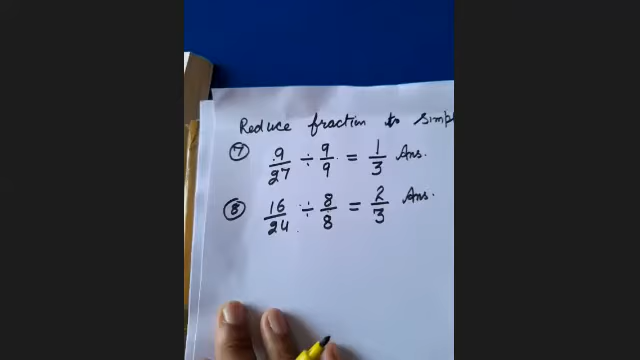 Reduce fraction to simp
⑦ 9/27 ÷ 9/9 = 1/3 Ans.
⑧ 16/24 ÷ 8/8 = 2/3 Ans.